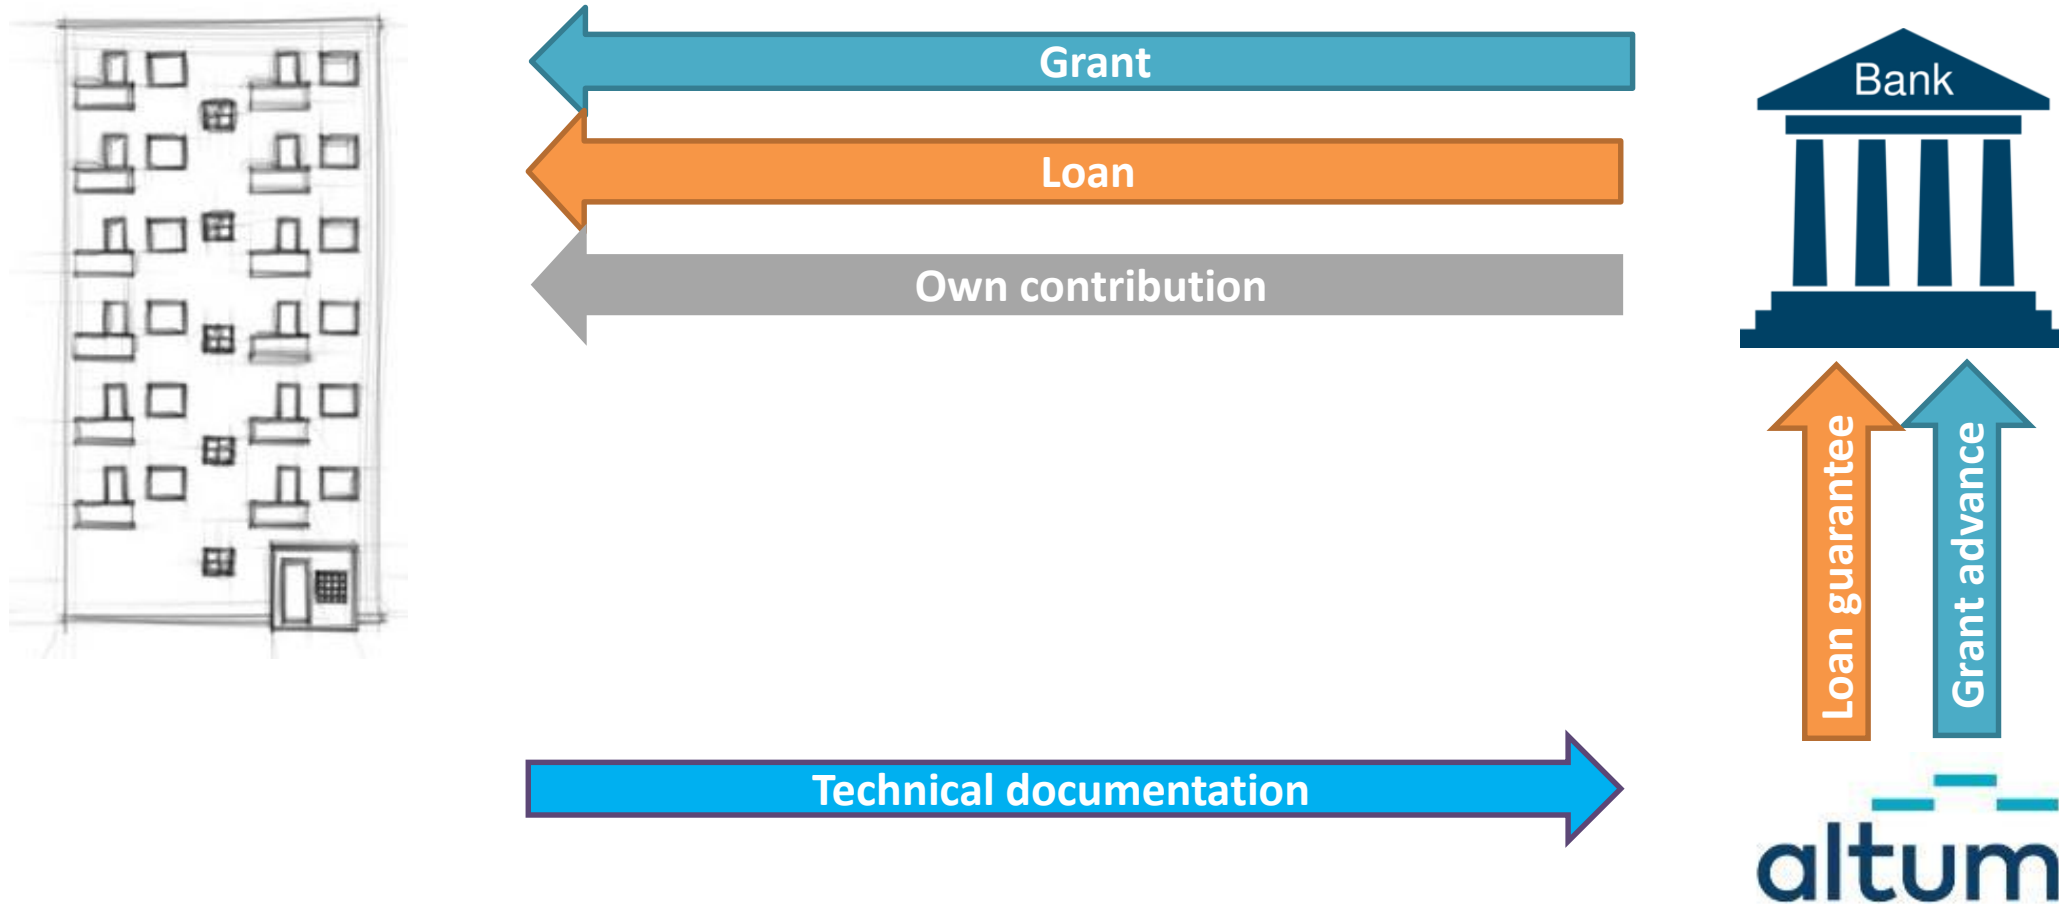 Grant
Bank
Loan
Own contribution
Loan guarantee
Grant advance
Technical documentation
altum